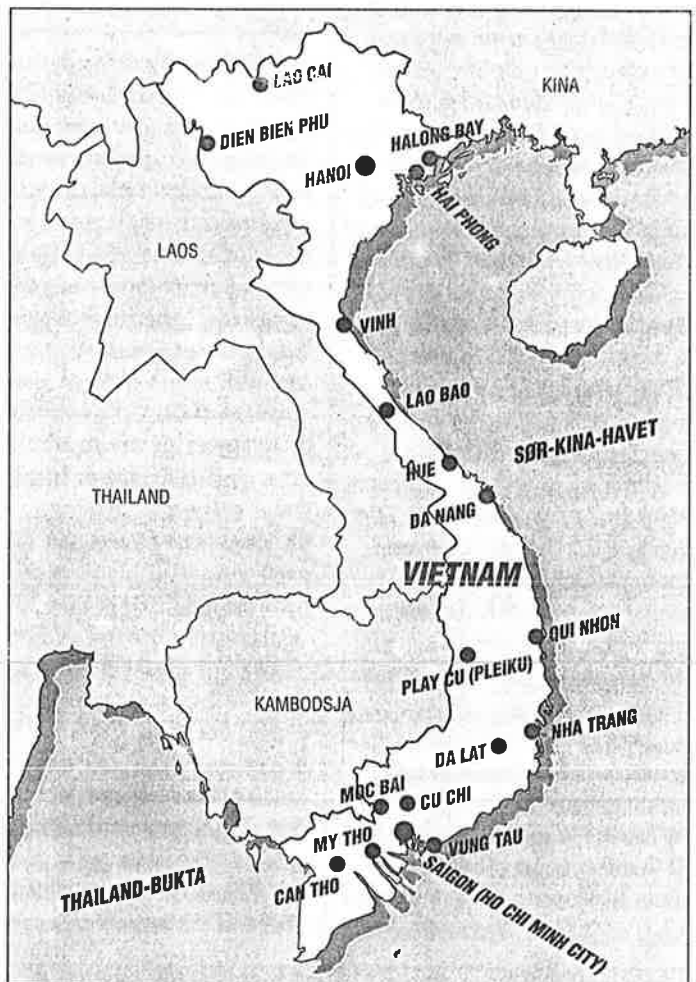 LAO CAI
KINA
DIEN BIEN PHU
HALONG BAY
HANOI
HAI PHONG
LAOS
VINH
LAO BAO
SØR-KINA-HAVET
HUE
THAILAND
DA NANG
VIETNAM
QUI NHON
PLAY CU (PLEIKU)
KAMBODSJA
NHA TRANG
DA LAT
MOC BAI
CU CHI
MY THO
VUNG TAU
CAN THO
THAILAND-BUKTA
SAIGON (HO CHI MINH CITY)